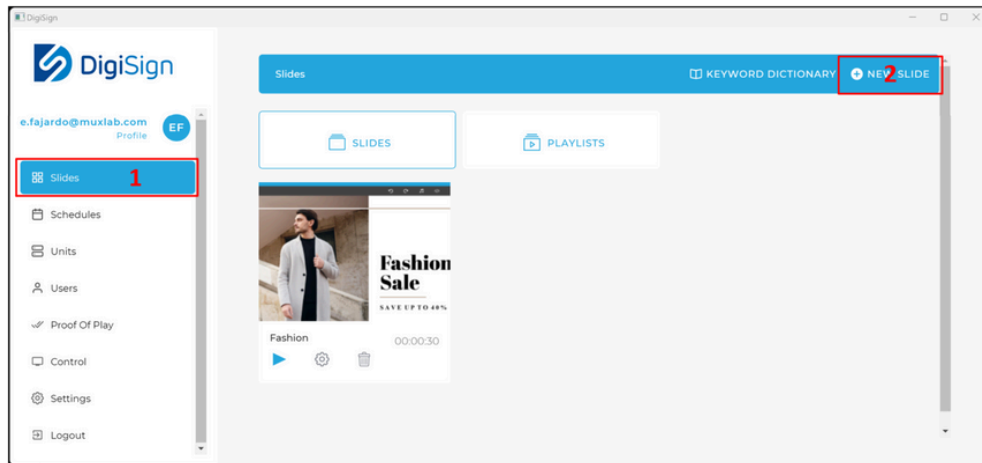 DigiSign
DigiSign
e.fajardo@muxlab.com
Profile
EF
Slides
1
Schedules
Units
Users
Proof Of Play
Control
Settings
Logout
Slides
KEYWORD DICTIONARY
NEW SLIDE
2
SLIDES
PLAYLISTS
Fashion
Sale
SAVE UP TO 40%
Fashion
00:00:30